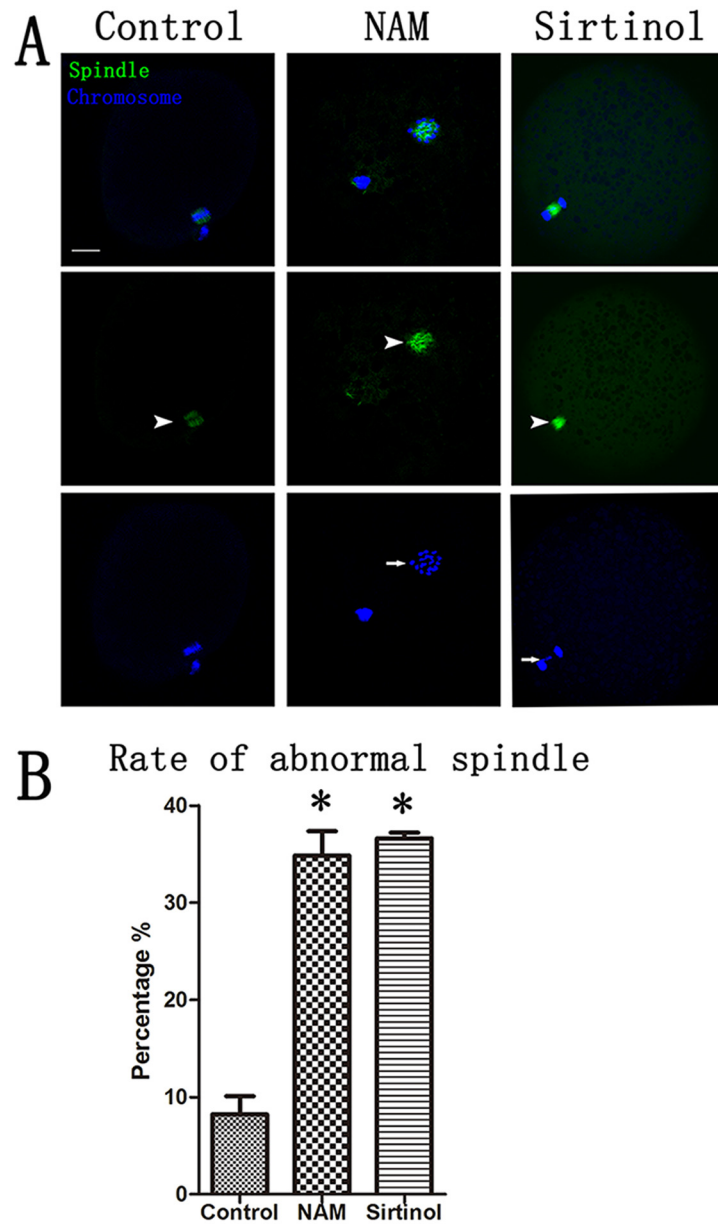 A
Control NAM Sirtinol
Spindle
Chromosome
B
Rate of abnormal spindle
* *
40
30
20
10
0
Percentage %
Control NAM Sirtinol